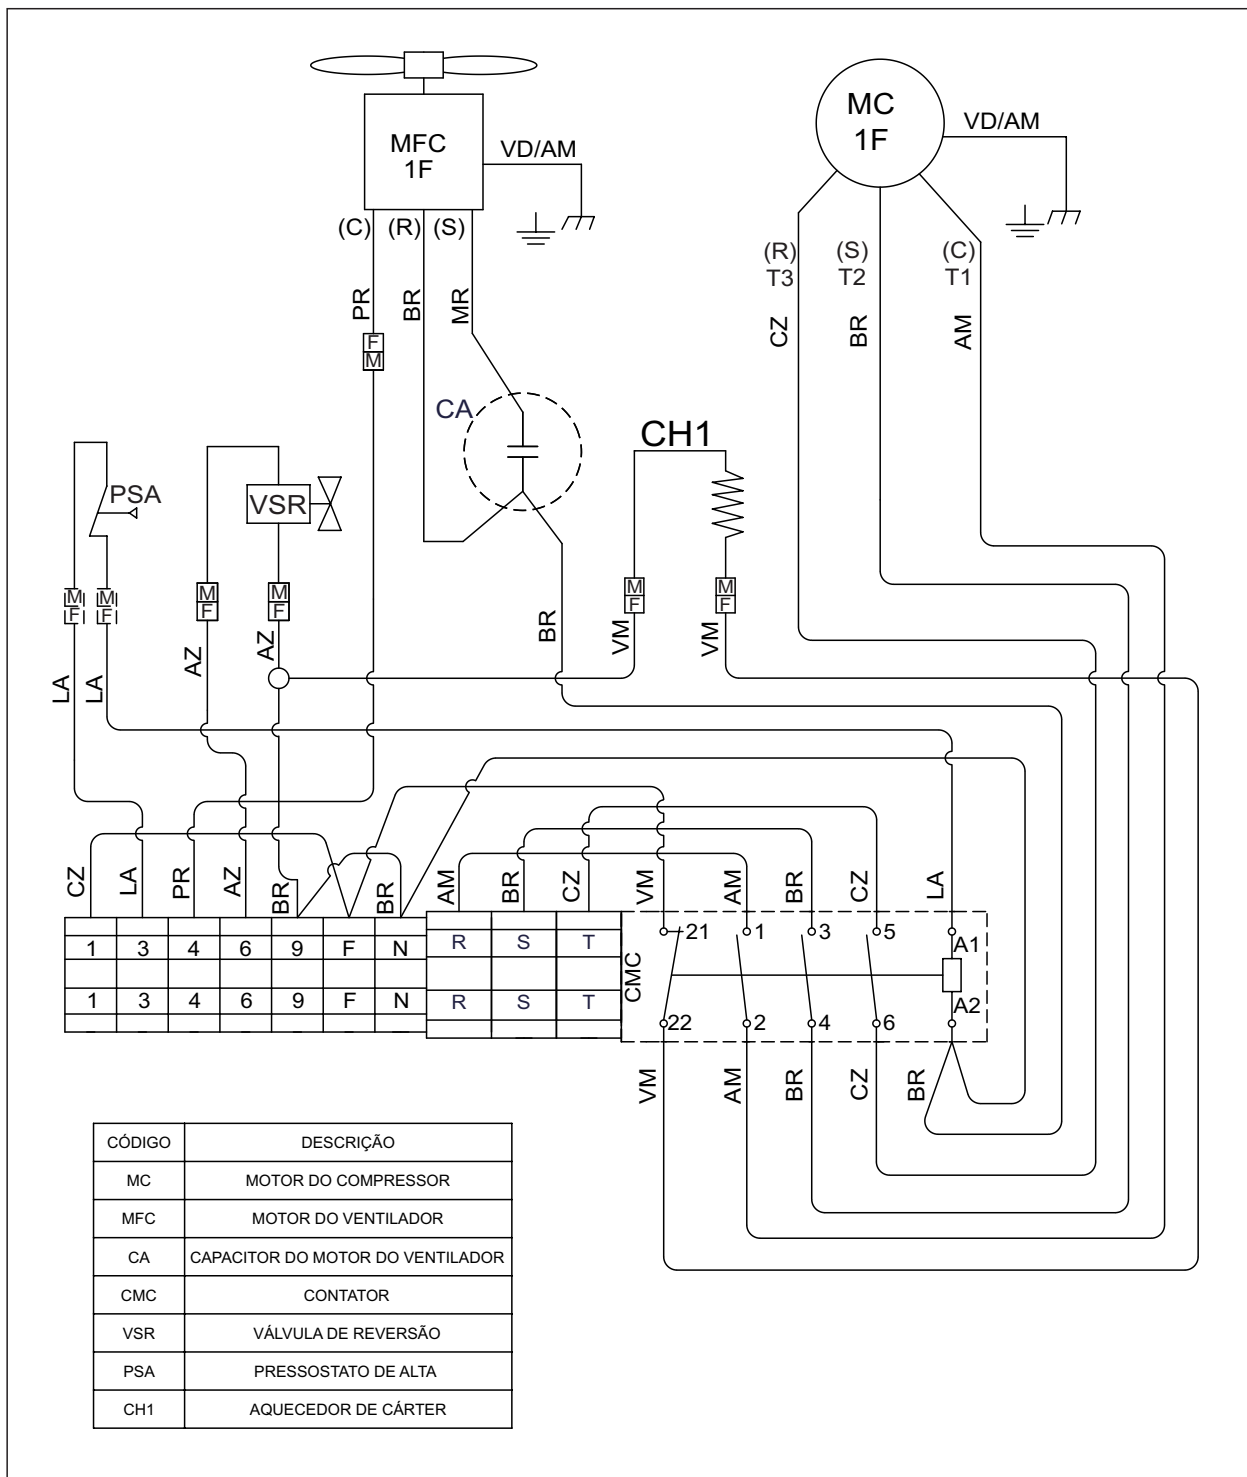 MFC
1F
VD/AM
(C) (R) (S)
PR
BR
MR
F
M
MC
1F
VD/AM
(R)
T3
(S)
T2
(C)
T1
CZ
BR
AM
CA
CH1
PSA
VSR
M
F
M
F
M
F
M
F
M
F
M
F
LA
LA
AZ
AZ
BR
VM
VM
CZ
LA
PR
AZ
BR
BR
AM
BR
CZ
VM
AM
BR
CZ
LA
1 3 4 6 9 F N R S T
1 3 4 6 9 F N R S T
CMC
21 1 3 5 A1
22 2 4 6 A2
VM
AM
BR
CZ
BR
CÓDIGO DESCRIÇÃO
MC MOTOR DO COMPRESSOR
MFC MOTOR DO VENTILADOR
CA CAPACITOR DO MOTOR DO VENTILADOR
CMC CONTATOR
VSR VÁLVULA DE REVERSÃO
PSA PRESSOSTATO DE ALTA
CH1 AQUECEDOR DE CÁRTER